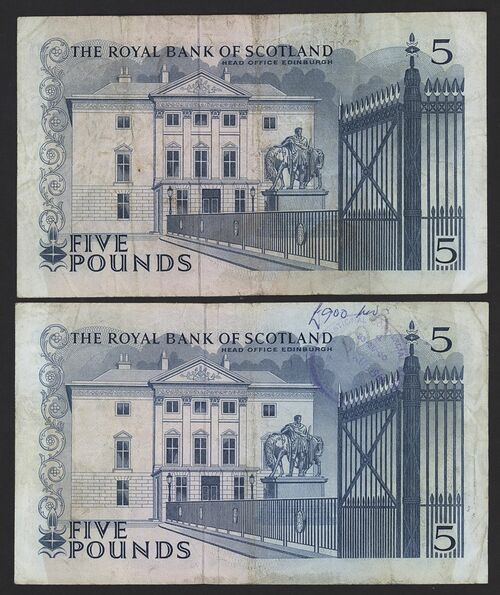 THE ROYAL BANK OF SCOTLAND
HEAD OFFICE EDINBURGH
5
FIVE
POUNDS
5
£900
THE ROYAL BANK OF SCOTLAND
HEAD OFFICE EDINBURGH
5
FIVE
POUNDS
5